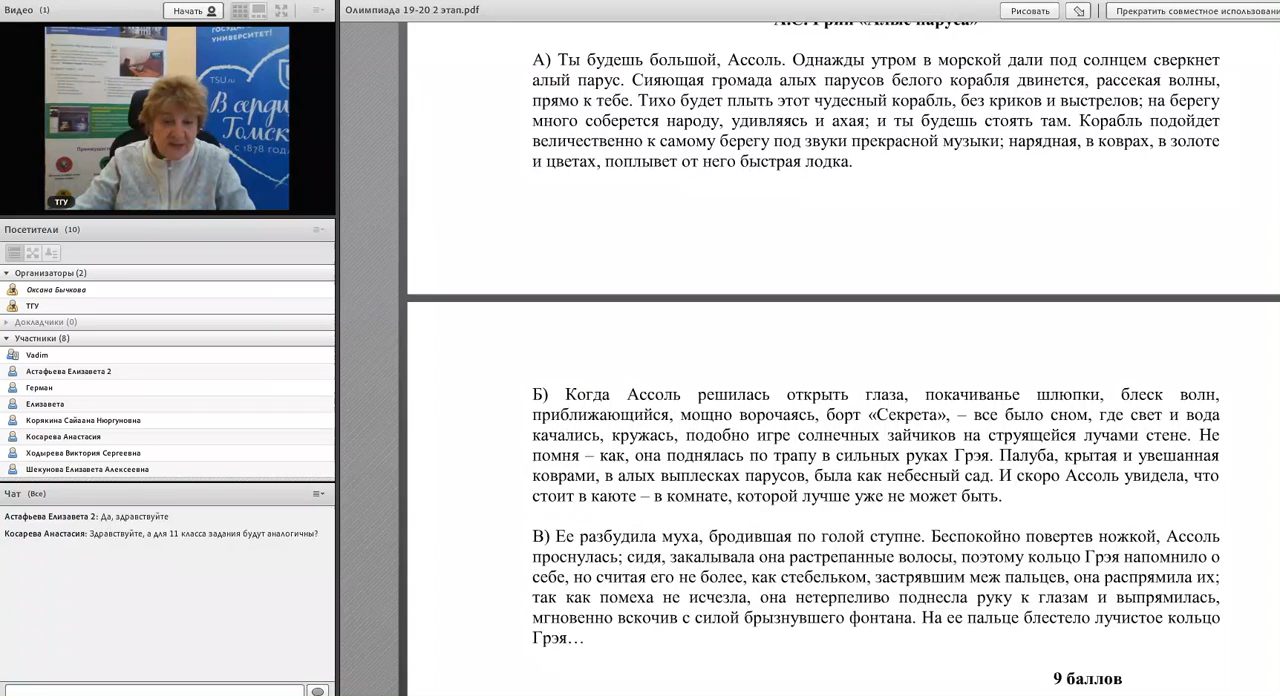 Видео (1)
Начать
Олимпиада 19-20 2 этап.pdf
Рисовать
Прекратить совместное использовани
УНИВЕРСИТЕТ!
TSU.ru
В сердц
Томск
с 1878 год
ТГУ
Посетители (10)
Организаторы (2)
Оксана Бычкова
ТГУ
Докладчики (0)
Участники (8)
Vadim
Астафьева Елизавета 2
Герман
Елизавета
Корякина Сайаана Нюргуновна
Косарева Анастасия
Ходырева Виктория Сергеевна
Шекунова Елизавета Алексеевна
Чат (Все)
Астафьева Елизавета 2: Да, здравствуйте
Косарева Анастасия: Здравствуйте, а для 11 класса задания будут аналогичны?
А.С. Грин «Алые паруса»
А) Ты будешь большой, Ассоль. Однажды утром в морской дали под солнцем сверкнет
алый парус. Сияющая громада алых парусов белого корабля двинется, рассекая волны,
прямо к тебе. Тихо будет плыть этот чудесный корабль, без криков и выстрелов; на берегу
много соберется народу, удивляясь и ахая; и ты будешь стоять там. Корабль подойдет
величественно к самому берегу под звуки прекрасной музыки; нарядная, в коврах, в золоте
и цветах, поплывет от него быстрая лодка.
Б) Когда Ассоль решилась открыть глаза, покачиванье шлюпки, блеск волн,
приближающийся, мощно ворочаясь, борт «Секрета», – все было сном, где свет и вода
качались, кружась, подобно игре солнечных зайчиков на струящейся лучами стене. Не
помня – как, она поднялась по трапу в сильных руках Грэя. Палуба, крытая и увешанная
коврами, в алых выплесках парусов, была как небесный сад. И скоро Ассоль увидела, что
стоит в каюте – в комнате, которой лучше уже не может быть.
В) Ее разбудила муха, бродившая по голой ступне. Беспокойно повертев ножкой, Ассоль
проснулась; сидя, закалывала она растрепанные волосы, поэтому кольцо Грэя напомнило о
себе, но считая его не более, как стебельком, застрявшим меж пальцев, она распрямила их;
так как помеха не исчезла, она нетерпеливо поднесла руку к глазам и выпрямилась,
мгновенно вскочив с силой брызнувшего фонтана. На ее пальце блестело лучистое кольцо
Грэя…
9 баллов